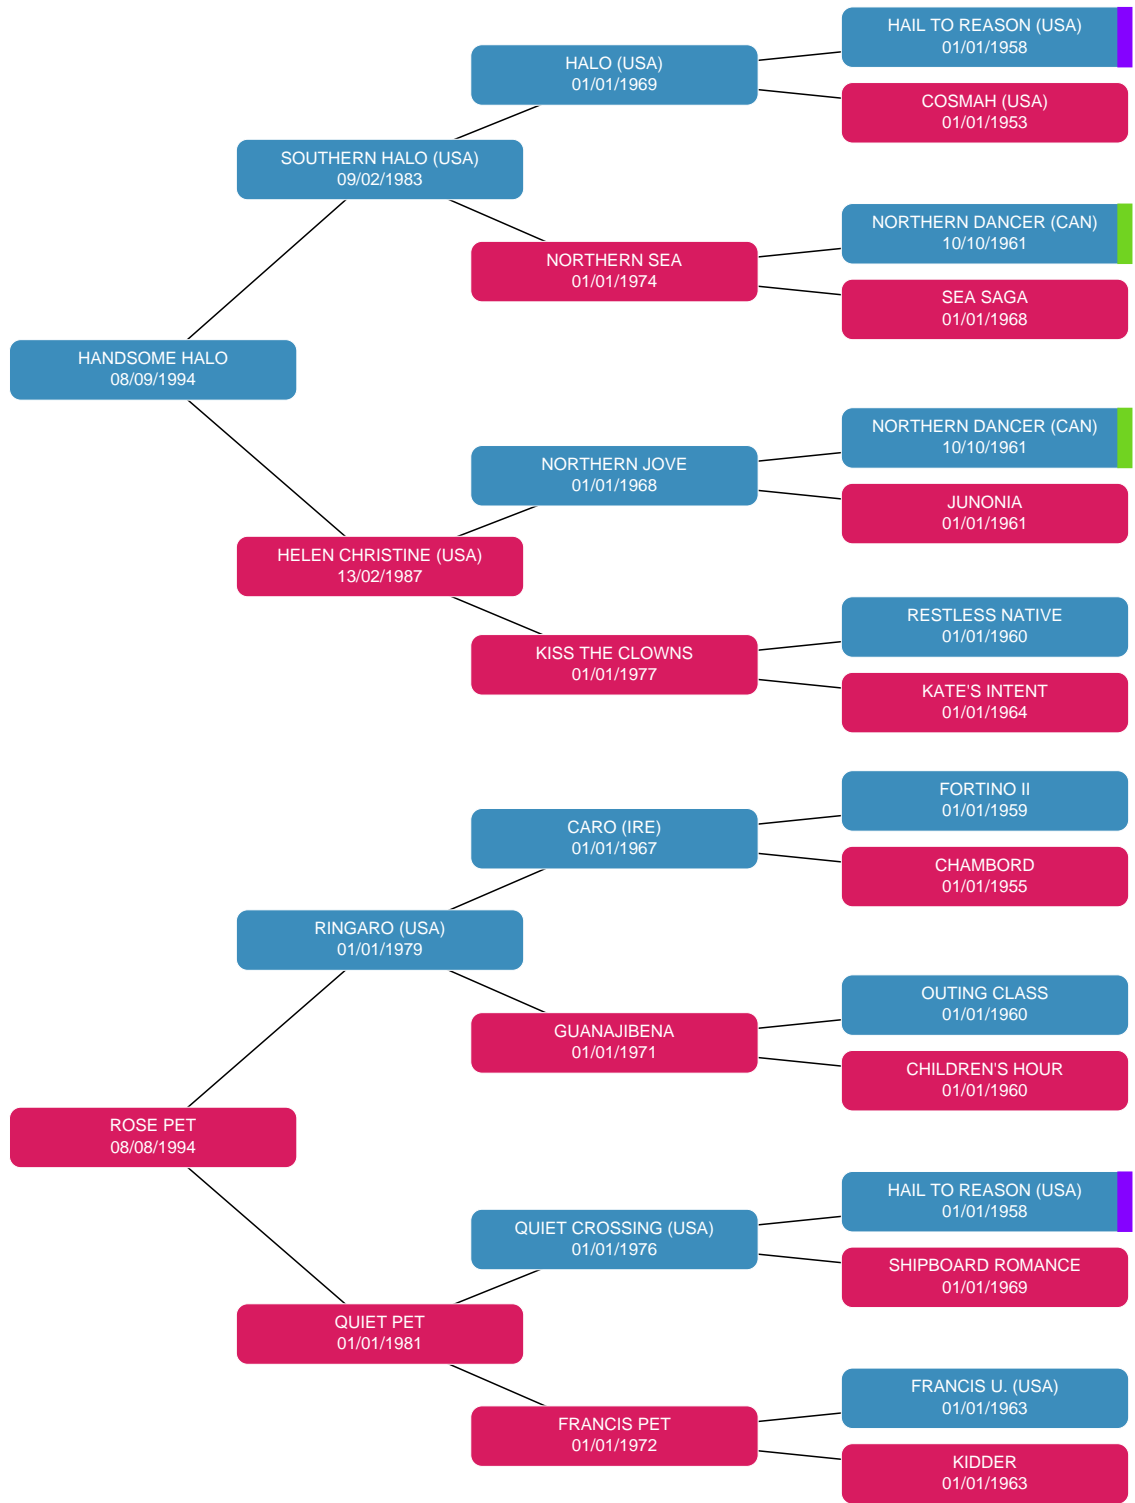 HAIL TO REASON (USA)
01/01/1958
HALO (USA)
01/01/1969
COSMAH (USA)
01/01/1953
SOUTHERN HALO (USA)
09/02/1983
NORTHERN DANCER (CAN)
10/10/1961
NORTHERN SEA
01/01/1974
SEA SAGA
01/01/1968
HANDSOME HALO
08/09/1994
NORTHERN DANCER (CAN)
10/10/1961
NORTHERN JOVE
01/01/1968
JUNONIA
01/01/1961
HELEN CHRISTINE (USA)
13/02/1987
RESTLESS NATIVE
01/01/1960
KISS THE CLOWNS
01/01/1977
KATE'S INTENT
01/01/1964
FORTINO II
01/01/1959
CARO (IRE)
01/01/1967
CHAMBORD
01/01/1955
RINGARO (USA)
01/01/1979
OUTING CLASS
01/01/1960
GUANAJIBENA
01/01/1971
CHILDREN'S HOUR
01/01/1960
ROSE PET
08/08/1994
HAIL TO REASON (USA)
01/01/1958
QUIET CROSSING (USA)
01/01/1976
SHIPBOARD ROMANCE
01/01/1969
QUIET PET
01/01/1981
FRANCIS U. (USA)
01/01/1963
FRANCIS PET
01/01/1972
KIDDER
01/01/1963